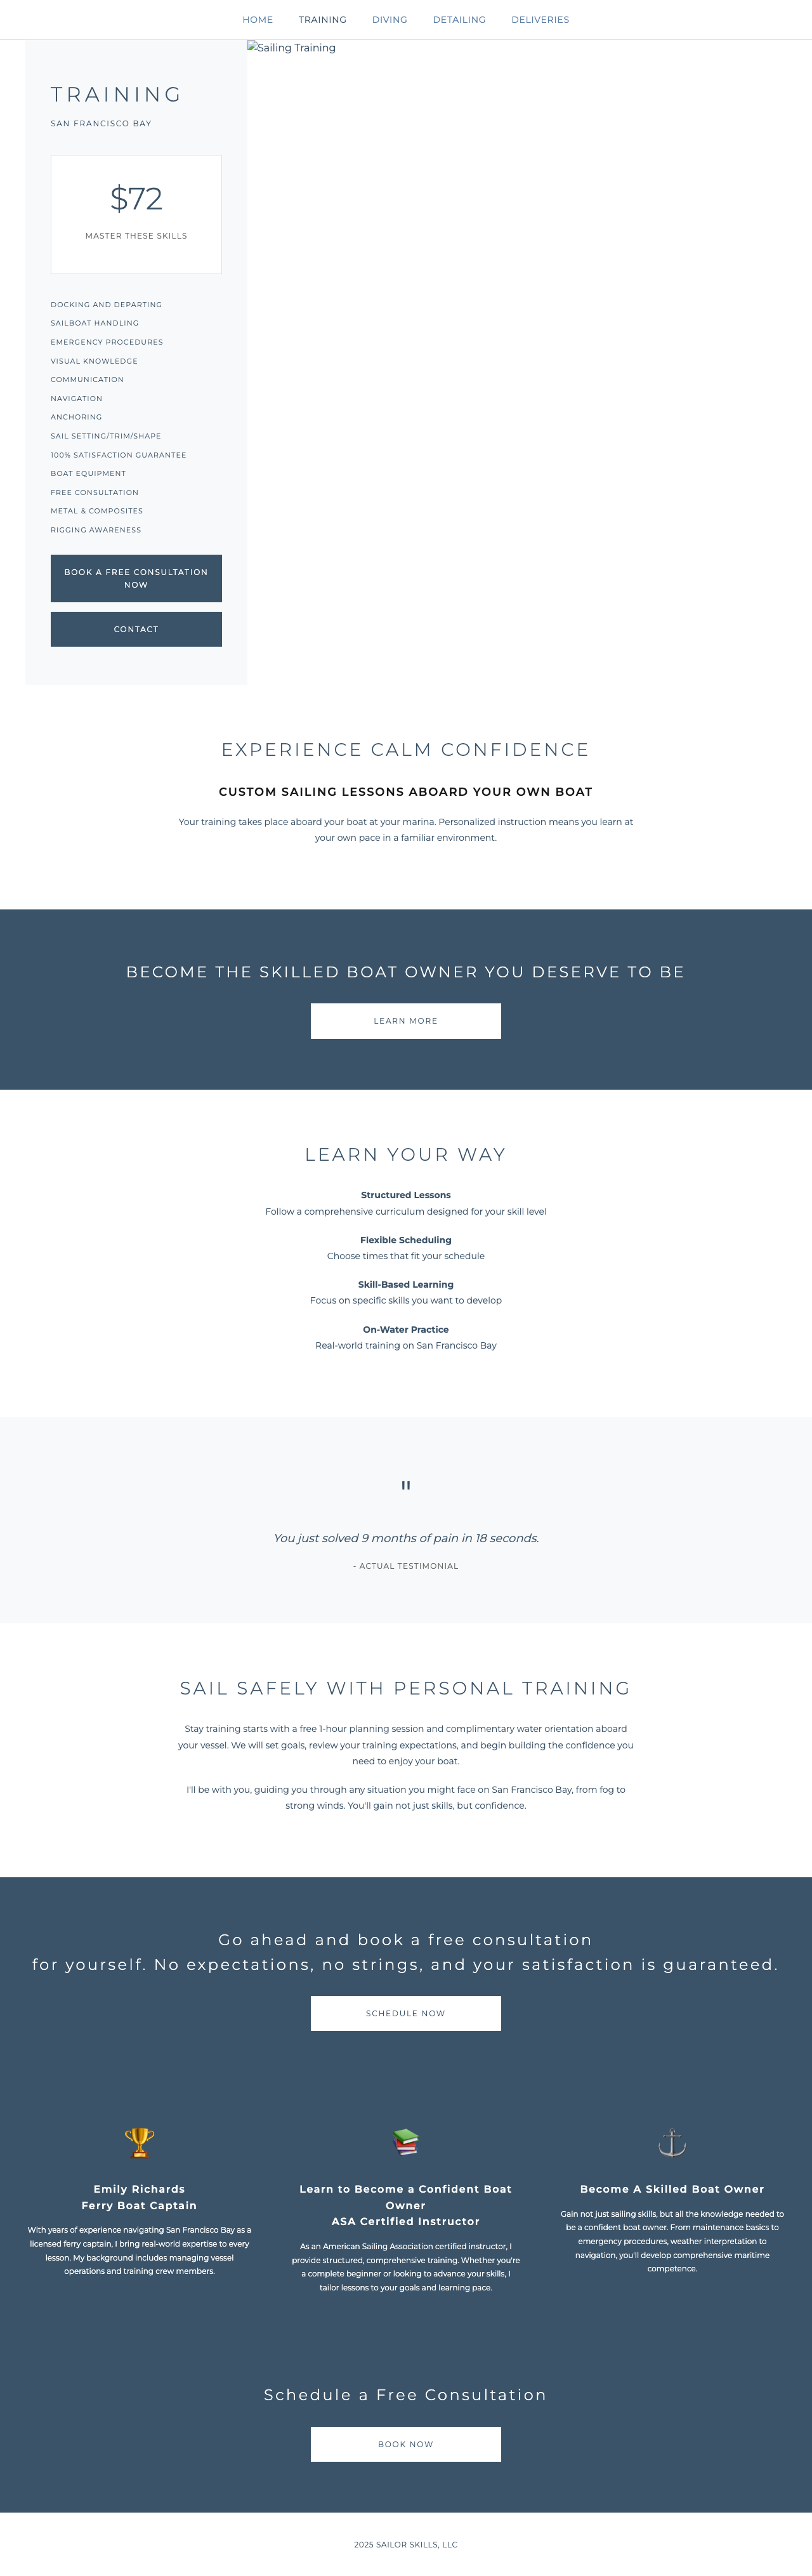 HOME TRAINING DIVING DETAILING DELIVERIES
Sailing Training
TRAINING
SAN FRANCISCO BAY
$72
MASTER THESE SKILLS
DOCKING AND DEPARTING
SAILBOAT HANDLING
EMERGENCY PROCEDURES
VISUAL KNOWLEDGE
COMMUNICATION
NAVIGATION
ANCHORING
SAIL SETTING/TRIM/SHAPE
100% SATISFACTION GUARANTEE
BOAT EQUIPMENT
FREE CONSULTATION
METAL & COMPOSITES
RIGGING AWARENESS
BOOK A FREE CONSULTATION
NOW
CONTACT
EXPERIENCE CALM CONFIDENCE
CUSTOM SAILING LESSONS ABOARD YOUR OWN BOAT
Your training takes place aboard your boat at your marina. Personalized instruction means you learn at
your own pace in a familiar environment.
BECOME THE SKILLED BOAT OWNER YOU DESERVE TO BE
LEARN MORE
LEARN YOUR WAY
Structured Lessons
Follow a comprehensive curriculum designed for your skill level
Flexible Scheduling
Choose times that fit your schedule
Skill-Based Learning
Focus on specific skills you want to develop
On-Water Practice
Real-world training on San Francisco Bay
"
You just solved 9 months of pain in 18 seconds.
- ACTUAL TESTIMONIAL
SAIL SAFELY WITH PERSONAL TRAINING
Stay training starts with a free 1-hour planning session and complimentary water orientation aboard
your vessel. We will set goals, review your training expectations, and begin building the confidence you
need to enjoy your boat.
I'll be with you, guiding you through any situation you might face on San Francisco Bay, from fog to
strong winds. You'll gain not just skills, but confidence.
Go ahead and book a free consultation
for yourself. No expectations, no strings, and your satisfaction is guaranteed.
SCHEDULE NOW
Emily Richards
Ferry Boat Captain
With years of experience navigating San Francisco Bay as a
licensed ferry captain, I bring real-world expertise to every
lesson. My background includes managing vessel
operations and training crew members.
Learn to Become a Confident Boat
Owner
ASA Certified Instructor
As an American Sailing Association certified instructor, I
provide structured, comprehensive training. Whether you're
a complete beginner or looking to advance your skills, I
tailor lessons to your goals and learning pace.
Become A Skilled Boat Owner
Gain not just sailing skills, but all the knowledge needed to
be a confident boat owner. From maintenance basics to
emergency procedures, weather interpretation to
navigation, you'll develop comprehensive maritime
competence.
Schedule a Free Consultation
BOOK NOW
2025 SAILOR SKILLS, LLC